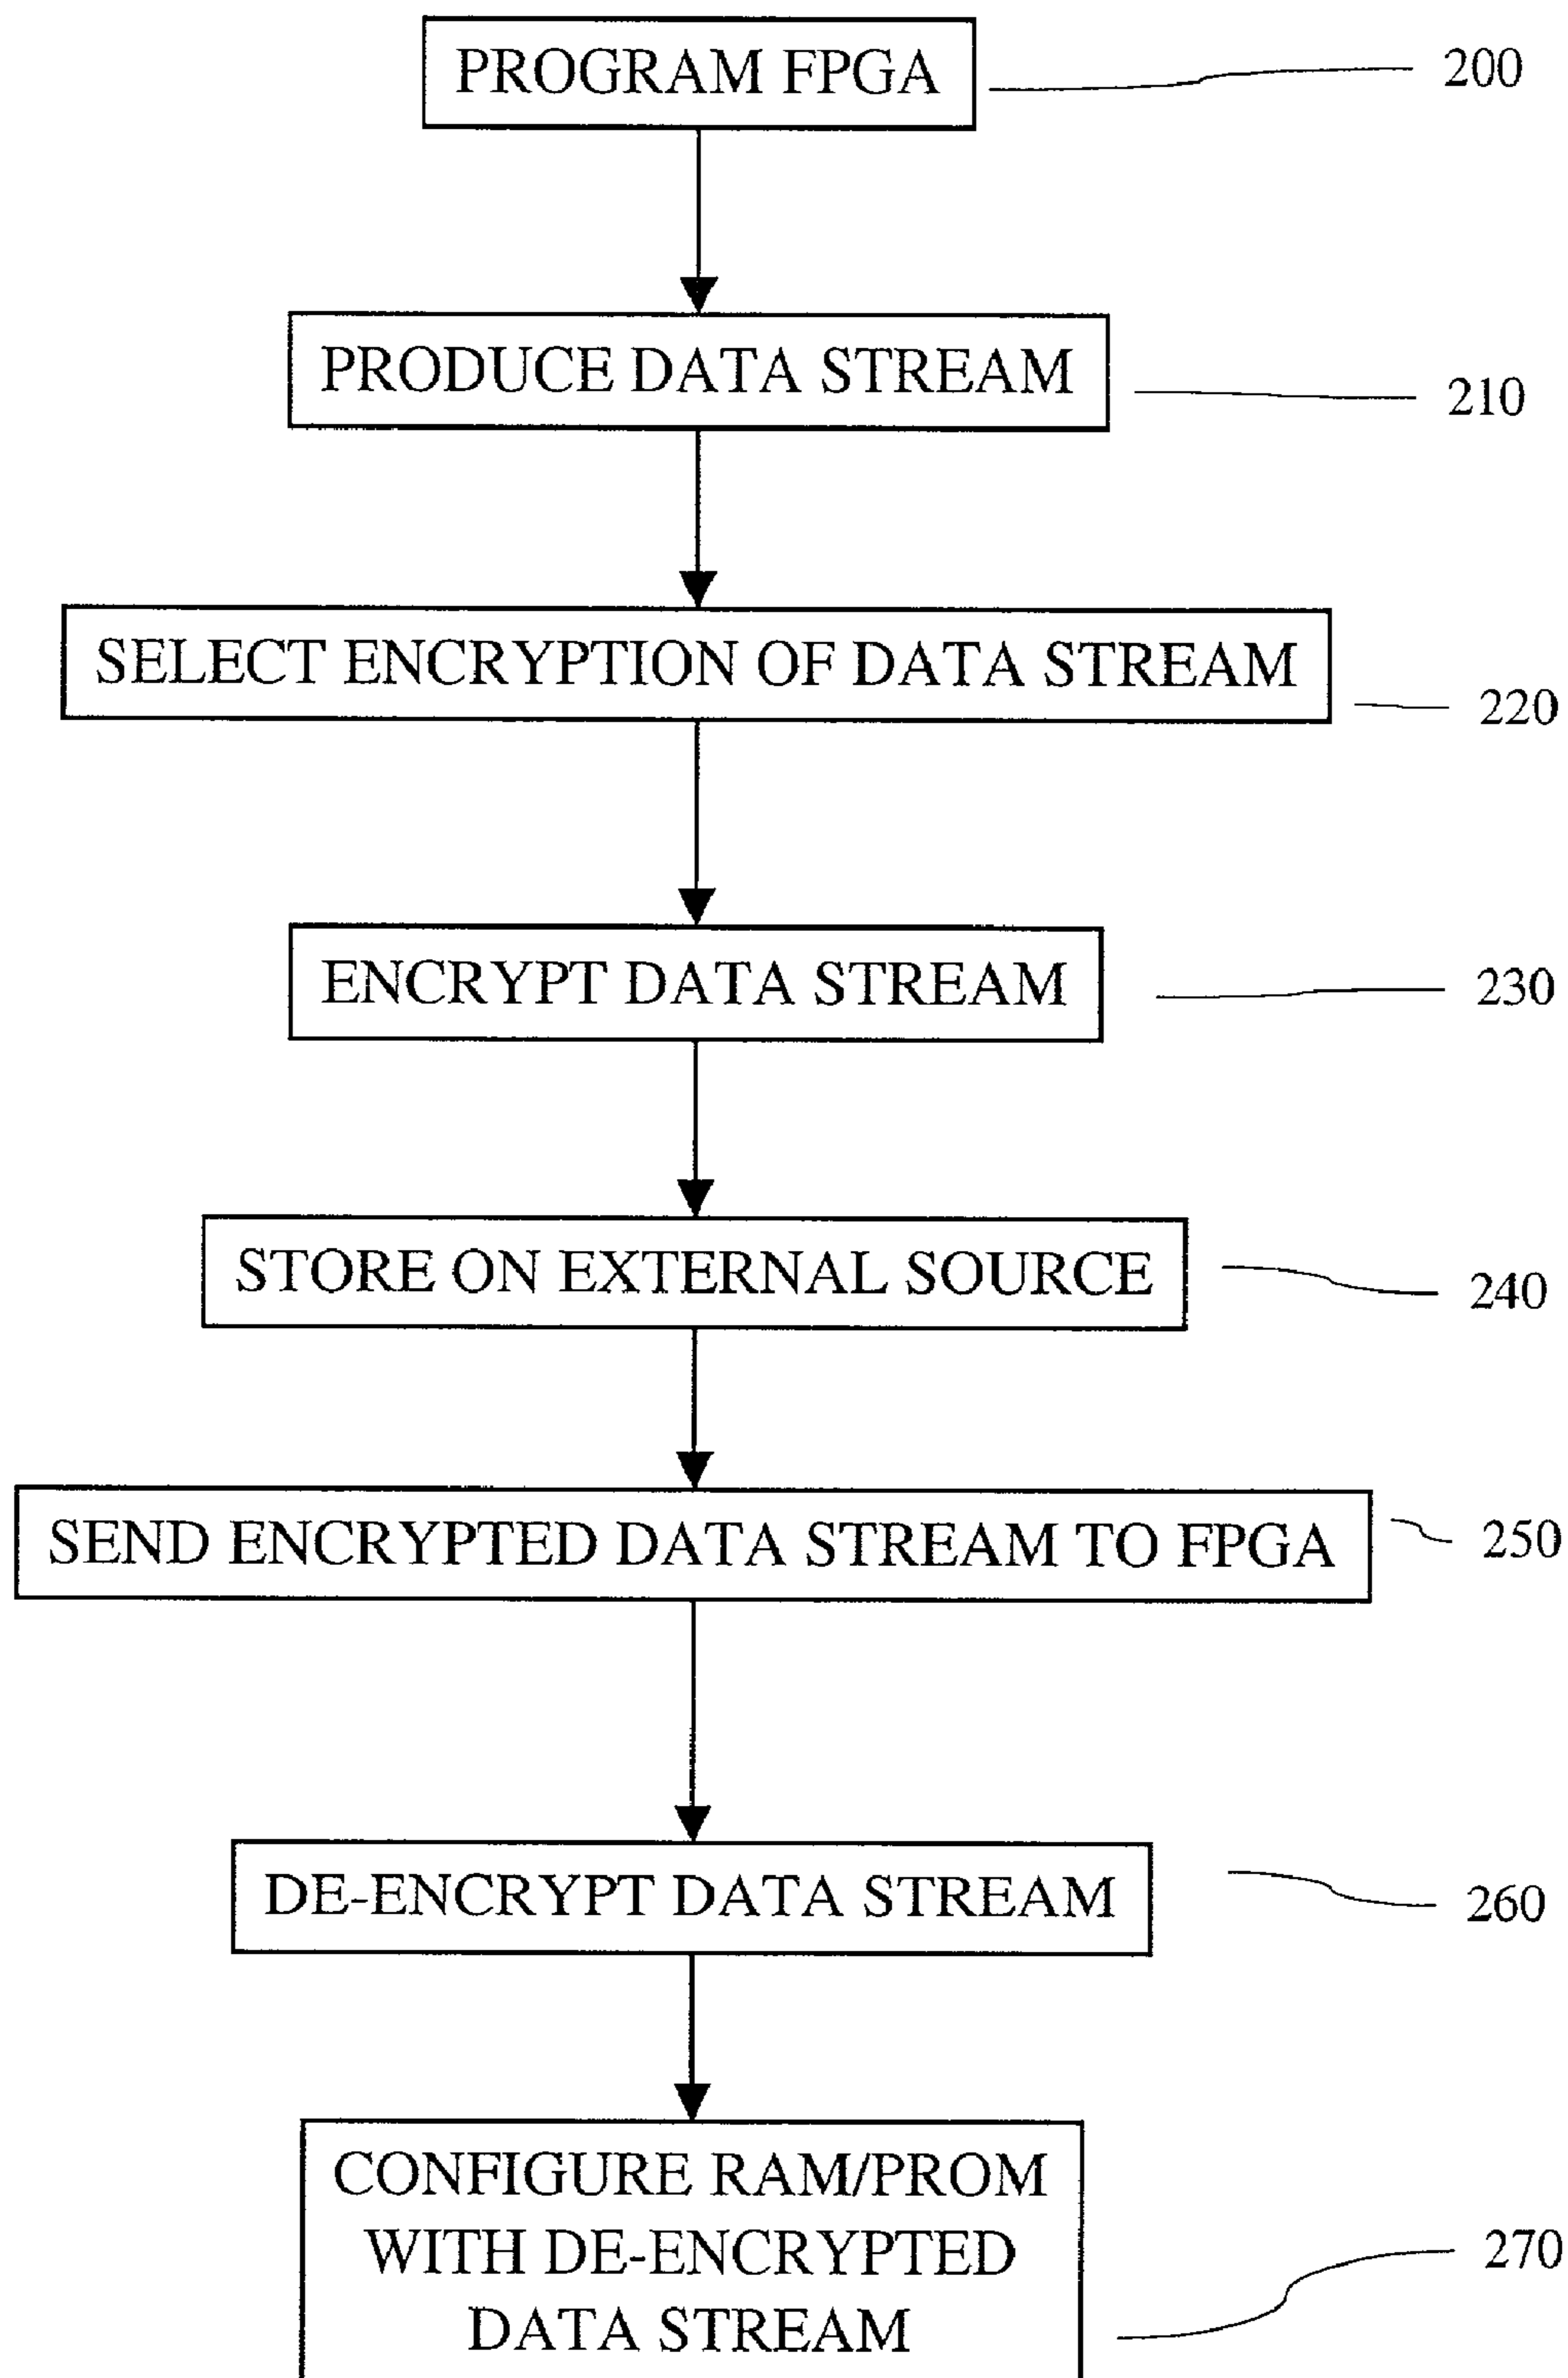 PROGRAM FPGA
200
PRODUCE DATA STREAM
210
SELECT ENCRYPTION OF DATA STREAM
220
ENCRYPT DATA STREAM
230
STORE ON EXTERNAL SOURCE
240
SEND ENCRYPTED DATA STREAM TO FPGA
250
DE-ENCRYPT DATA STREAM
260
CONFIGURE RAM/PROM
WITH DE-ENCRYPTED
DATA STREAM
270